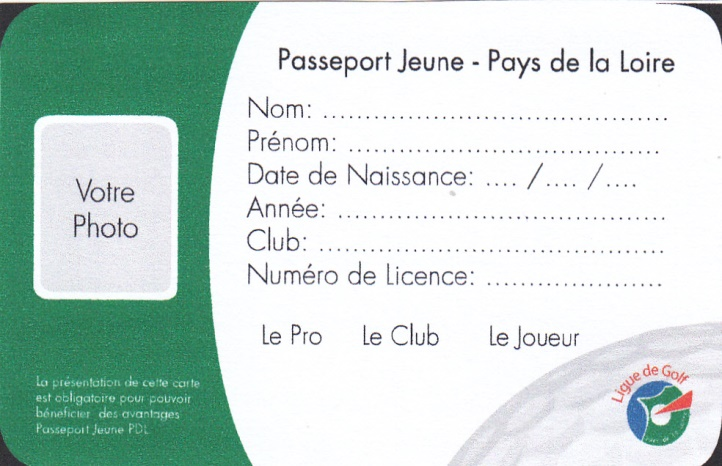 Passeport Jeune - Pays de la Loire
Nom: ........................................
Prénom: .....................................
Date de Naissance: .... / .... / ....
Année: ......................................
Club: ........................................
Numéro de Licence: ......................
Votre
Photo
Le Pro Le Club Le Joueur
La présentation de cette carte
est obligatoire pour pouvoir
bénéficier des avantages
Passeport Jeune PDL
Ligue de Golf